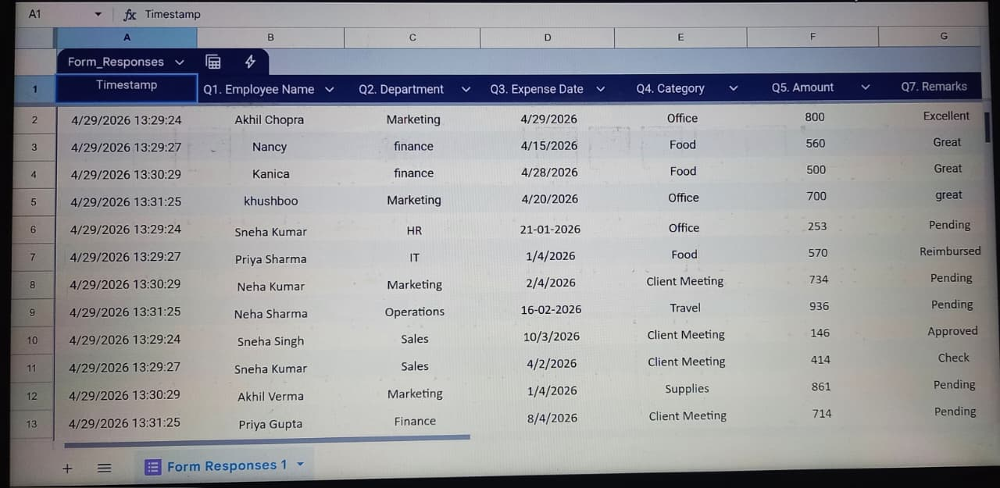 A1 fx Timestamp
A B C D E F G
Form_Responses
1 Timestamp Q1. Employee Name Q2. Department Q3. Expense Date Q4. Category Q5. Amount Q7. Remarks
2 4/29/2026 13:29:24 Akhil Chopra Marketing 4/29/2026 Office 800 Excellent
3 4/29/2026 13:29:27 Nancy finance 4/15/2026 Food 560 Great
4 4/29/2026 13:30:29 Kanica finance 4/28/2026 Food 500 Great
5 4/29/2026 13:31:25 khushboo Marketing 4/20/2026 Office 700 great
6 4/29/2026 13:29:24 Sneha Kumar HR 21-01-2026 Office 253 Pending
7 4/29/2026 13:29:27 Priya Sharma IT 1/4/2026 Food 570 Reimbursed
8 4/29/2026 13:30:29 Neha Kumar Marketing 2/4/2026 Client Meeting 734 Pending
9 4/29/2026 13:31:25 Neha Sharma Operations 16-02-2026 Travel 936 Pending
10 4/29/2026 13:29:24 Sneha Singh Sales 10/3/2026 Client Meeting 146 Approved
11 4/29/2026 13:29:27 Sneha Kumar Sales 4/2/2026 Client Meeting 414 Check
12 4/29/2026 13:30:29 Akhil Verma Marketing 1/4/2026 Supplies 861 Pending
13 4/29/2026 13:31:25 Priya Gupta Finance 8/4/2026 Client Meeting 714 Pending
+ Form Responses 1